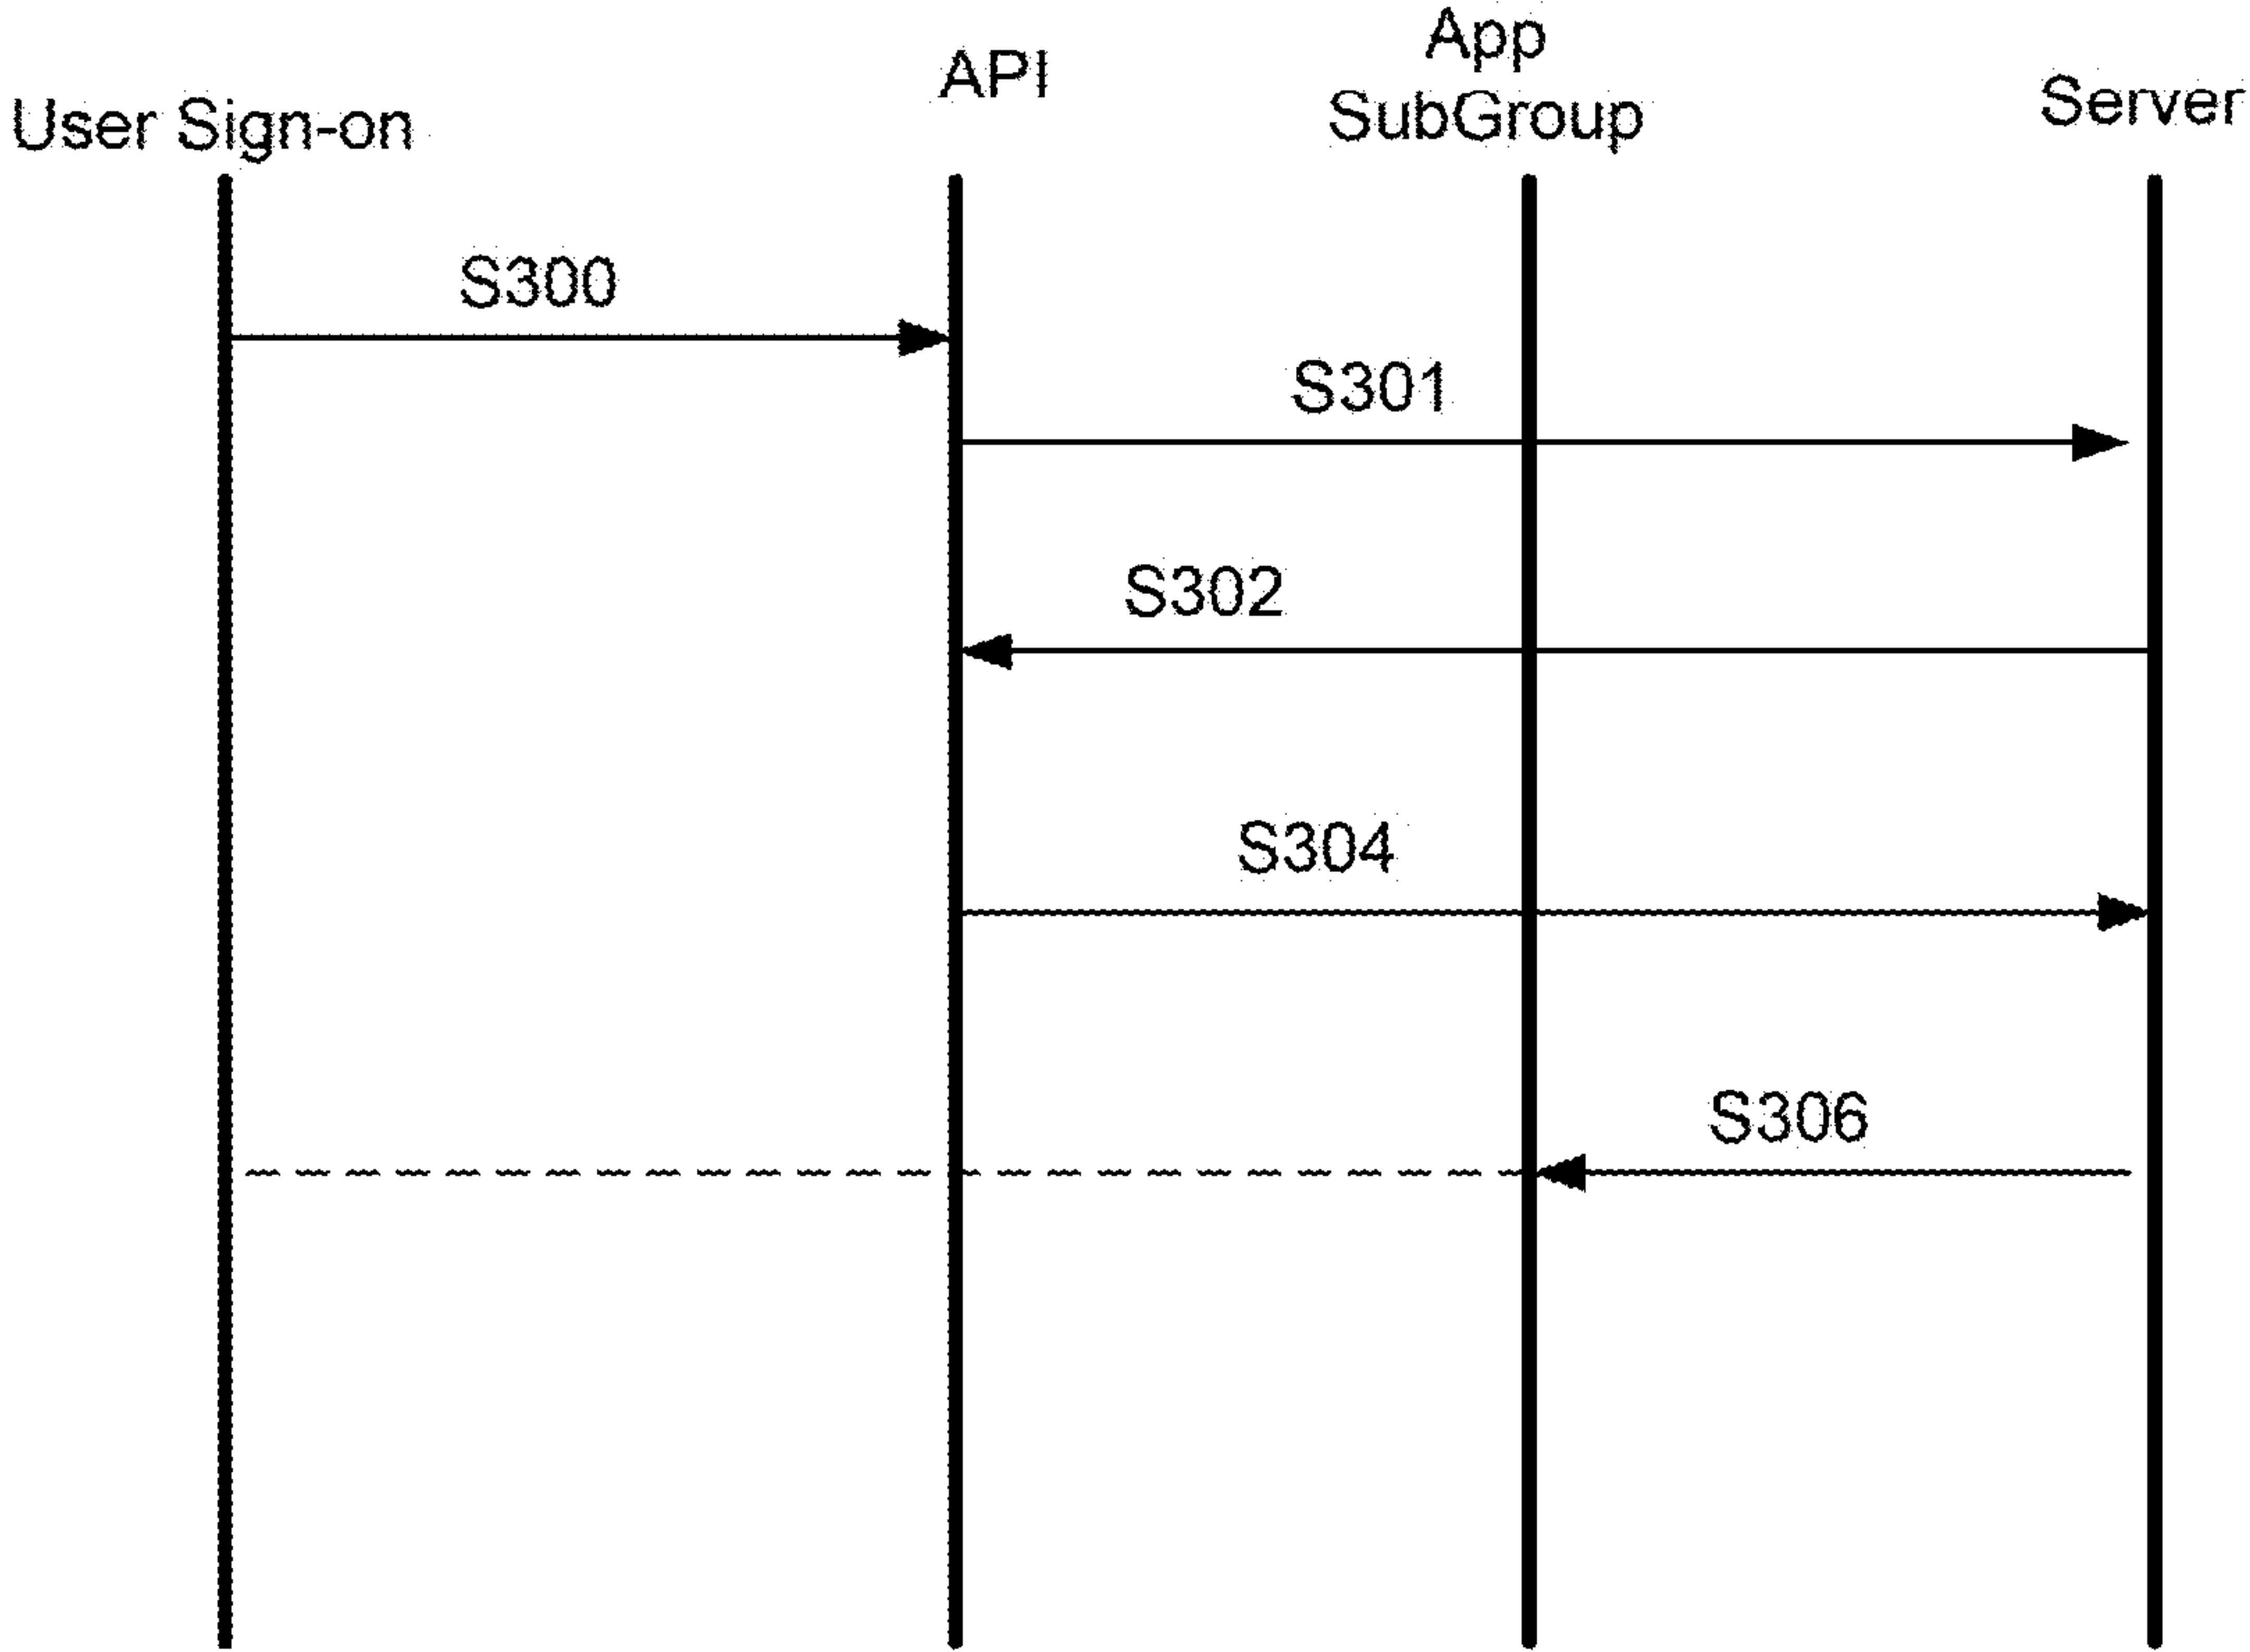 User Sign-on
API
App
SubGroup
Server
S300
S301
S302
S304
S306